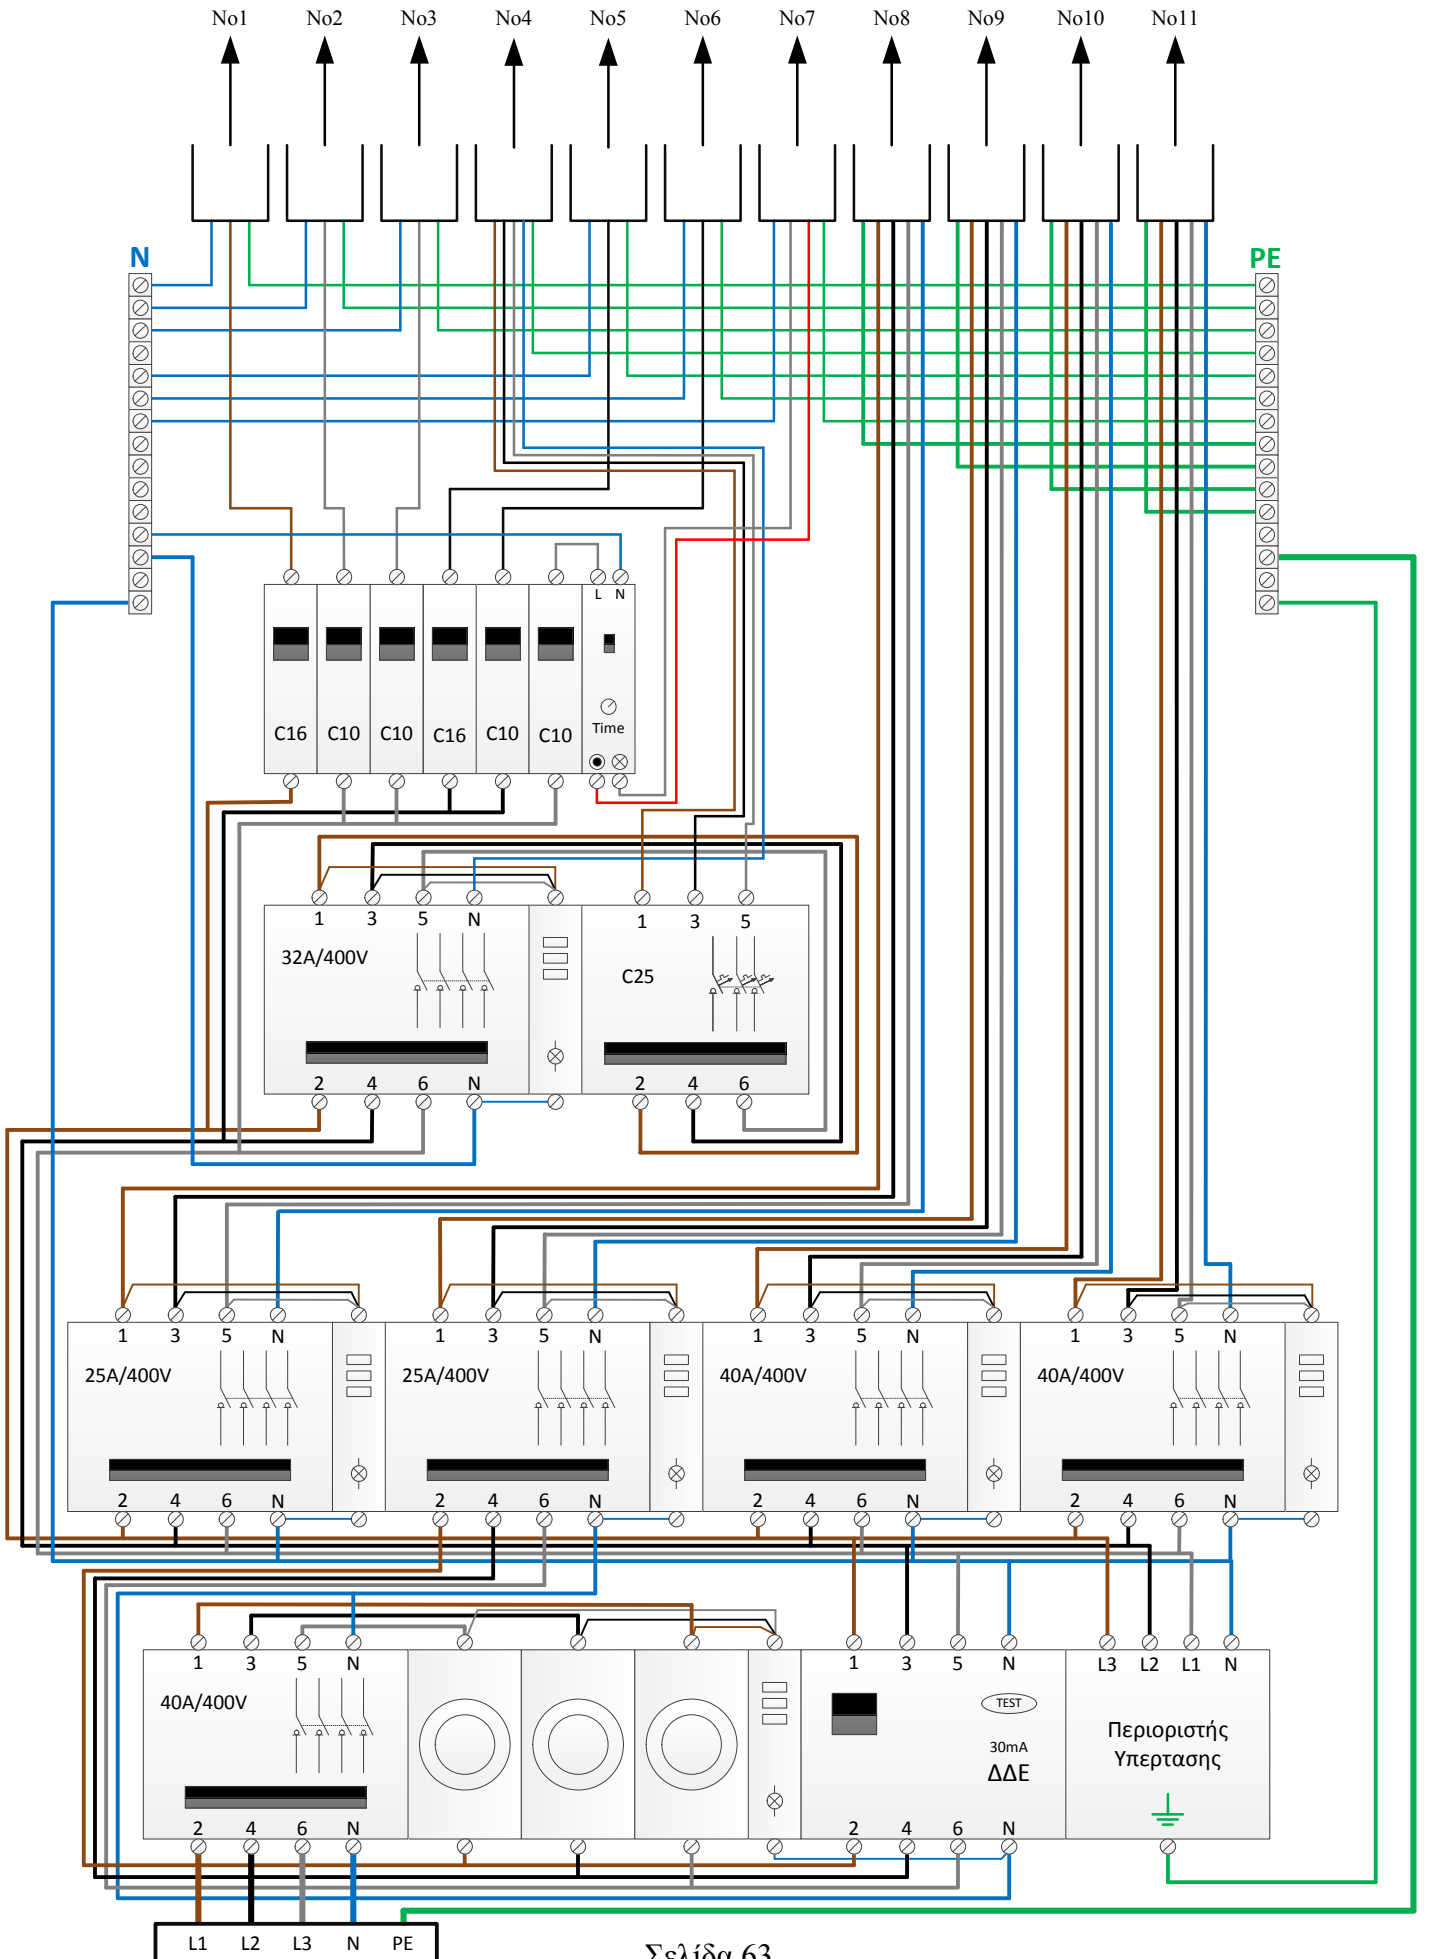 No1 No2 No3 No4 No5 No6 No7 No8 No9 No10 No11
N PE
L N
C16 C10 C10 C16 C10 C10 Time
1 3 5 N 1 3 5
32A/400V C25
2 4 6 N 2 4 6
1 3 5 N 1 3 5 N 1 3 5 N 1 3 5 N
25A/400V 25A/400V 40A/400V 40A/400V
2 4 6 N 2 4 6 N 2 4 6 N 2 4 6 N
1 3 5 N 1 3 5 N L3 L2 L1 N
40A/400V TEST
Περιοριστής
30mA
Υπερτασης
ΔΔΕ
2 4 6 N 2 4 6 N
L1 L2 L3 N PE
Σελίδα 63